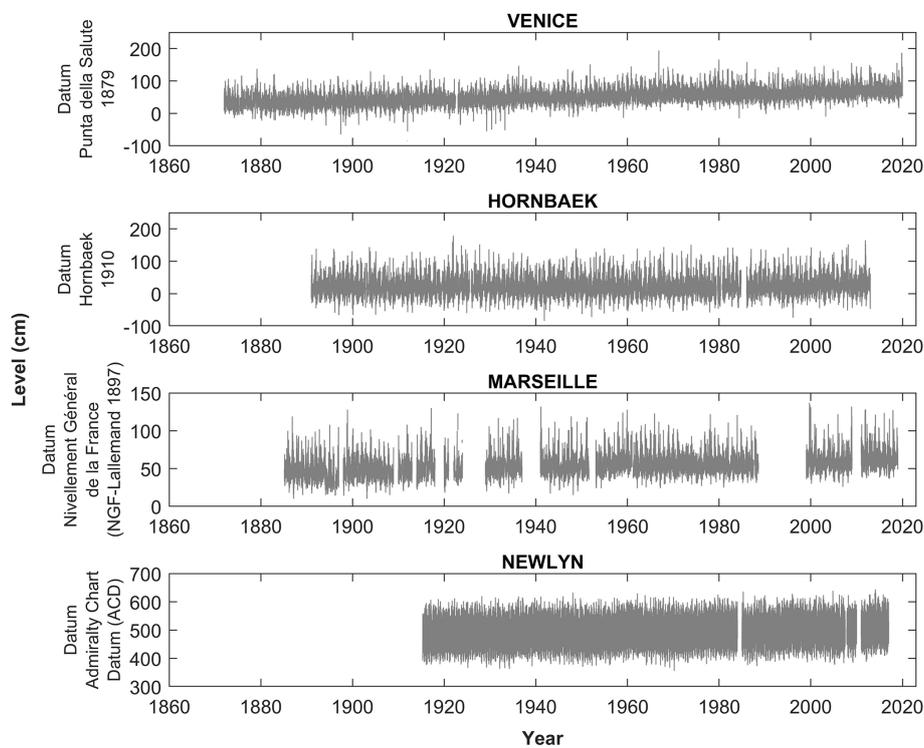 VENICE
Datum
Punta della Salute
1879
200
100
0
-100
1860 1880 1900 1920 1940 1960 1980 2000 2020
HORNBAEK
Datum
Hornbaek
1910
200
100
0
-100
1860 1880 1900 1920 1940 1960 1980 2000 2020
Level (cm)
MARSEILLE
Datum
Nivellement Général
de la France
(NGF-Lallemand 1897)
150
100
50
0
1860 1880 1900 1920 1940 1960 1980 2000 2020
NEWLYN
Datum
Admiralty Chart
Datum (ACD)
700
600
500
400
300
1860 1880 1900 1920 1940 1960 1980 2000 2020
Year